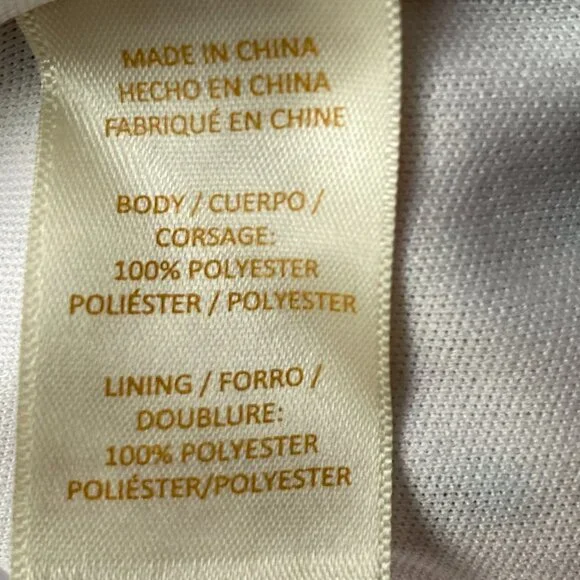 MADE IN CHINA
HECHO EN CHINA
FABRIQUÉ EN CHINE
BODY / CUERPO /
CORSAGE:
100% POLYESTER
POLIÉSTER / POLYESTER
LINING / FORRO /
DOUBLURE:
100% POLYESTER
POLIÉSTER/POLYESTER